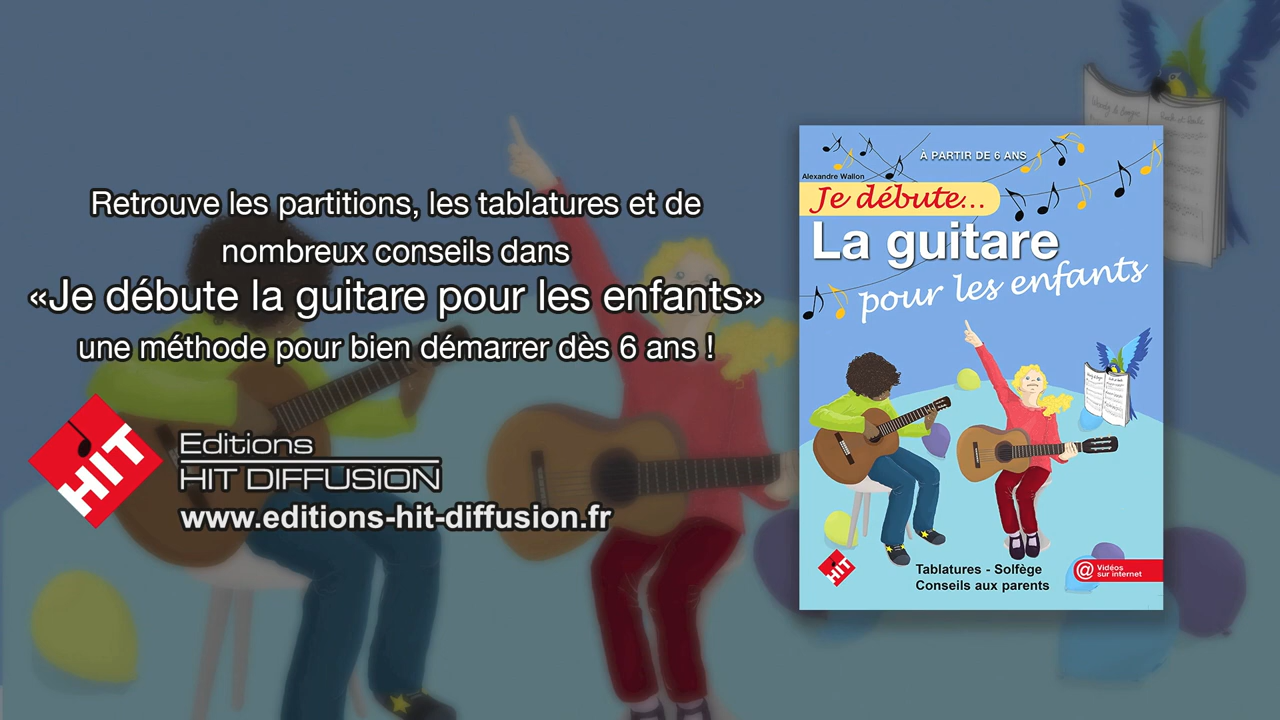 Retrouve les partitions, les tablatures et de
nombreux conseils dans
«Je débute la guitare pour les enfants»
une méthode pour bien démarrer dès 6 ans !
HIT
Editions
HIT DIFFUSION
www.editions-hit-diffusion.fr
À PARTIR DE 6 ANS
Alexandre Wallon
Je débute...
La guitare
pour les enfants
HIT
Tablatures - Solfège
Conseils aux parents
@ Vidéos
sur internet